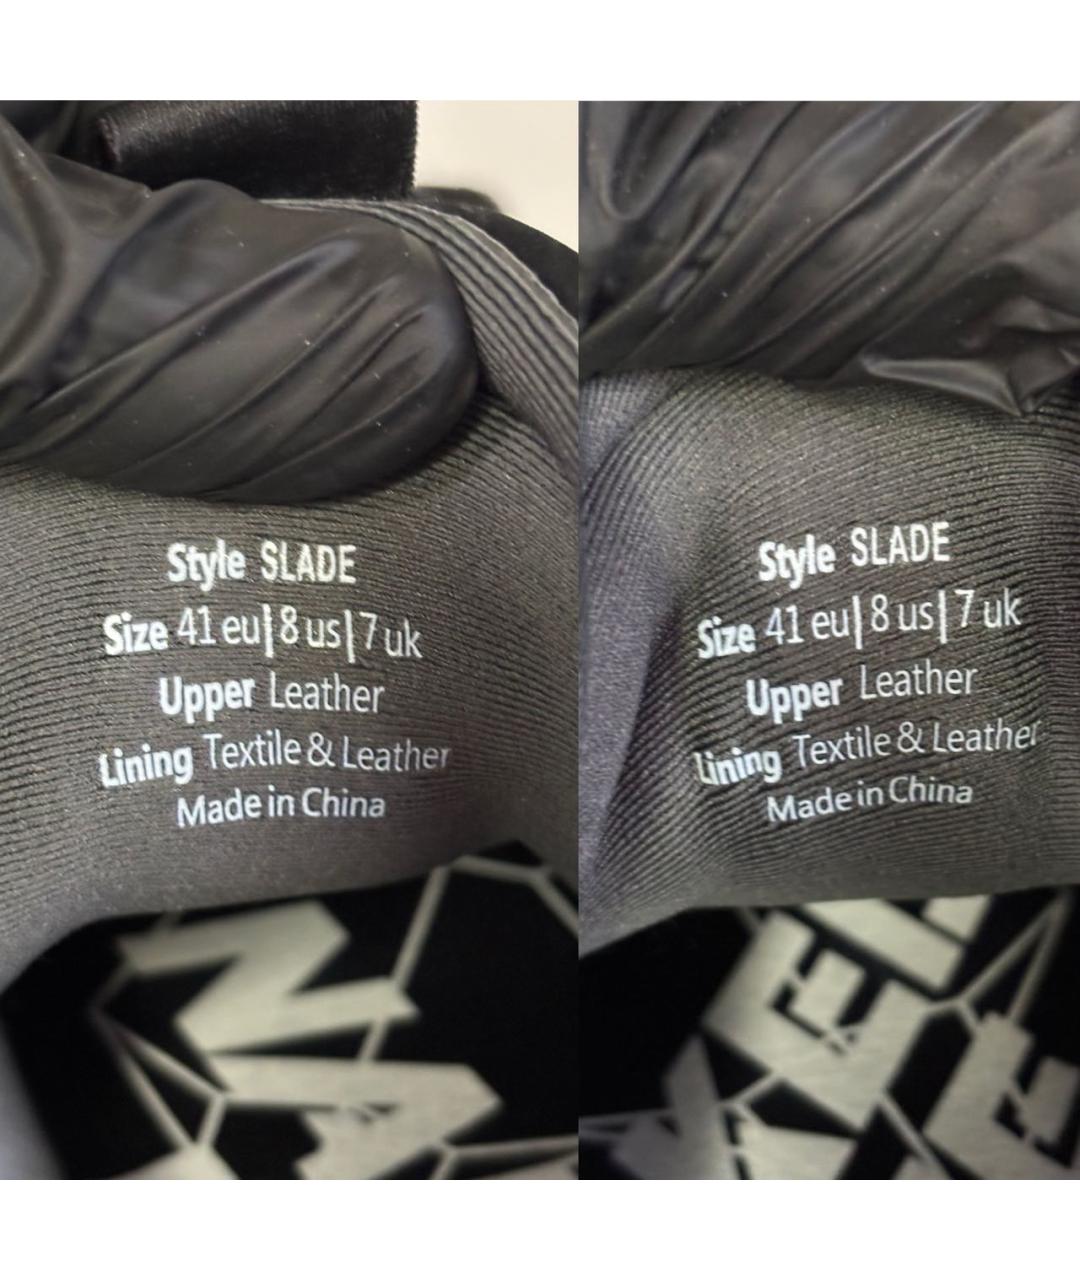 Style SLADE
Size 41 eu|8 us|7 uk
Upper Leather
Lining Textile & Leather
Made in China
Style SLADE
Size 41 eu|8 us|7 uk
Upper Leather
Lining Textile & Leather
Made in China